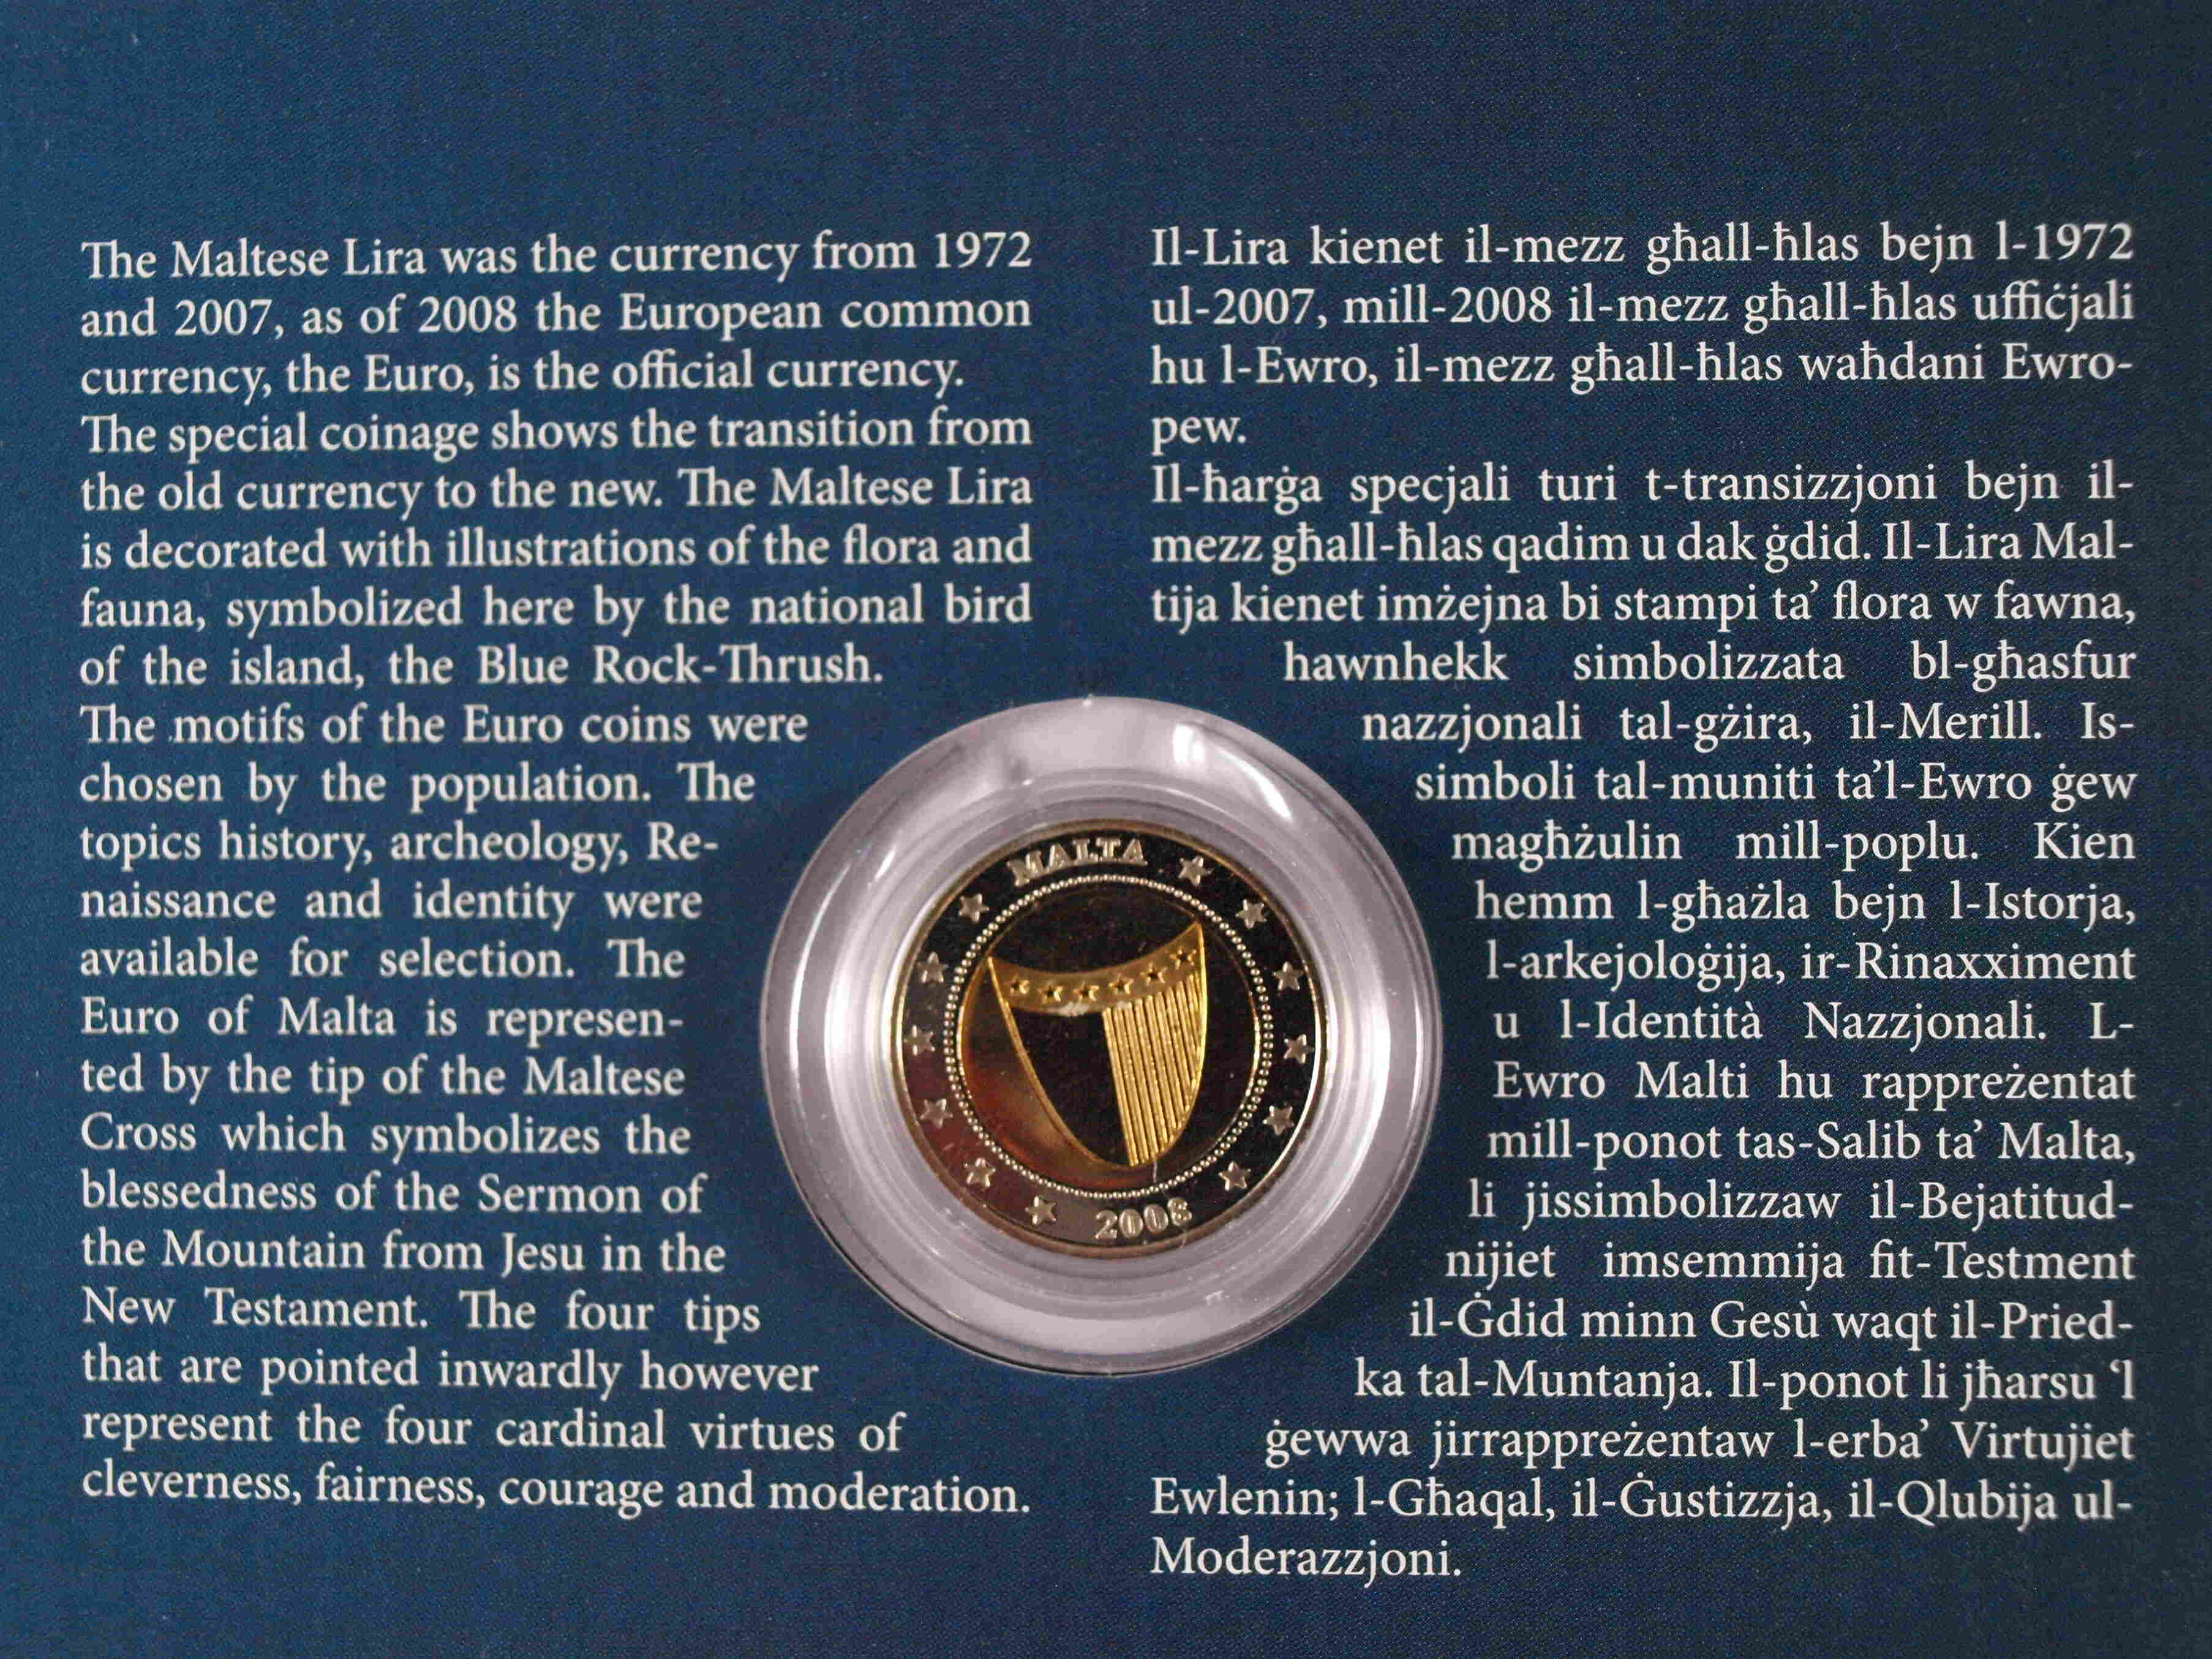 The Maltese Lira was the currency from 1972
and 2007, as of 2008 the European common
currency, the Euro, is the official currency.
The special coinage shows the transition from
the old currency to the new. The Maltese Lira
is decorated with illustrations of the flora and
fauna, symbolized here by the national bird
of the island, the Blue Rock-Thrush.
The motifs of the Euro coins were
chosen by the population. The
topics history, archeology, Re-
naissance and identity were
available for selection. The
Euro of Malta is represen-
ted by the tip of the Maltese
Cross which symbolizes the
blessedness of the Sermon of
the Mountain from Jesu in the
New Testament. The four tips
that are pointed inwardly however
represent the four cardinal virtues of
cleverness, fairness, courage and moderation.
MALTA
2008
Il-Lira kienet il-mezz għall-ħlas bejn l-1972
ul-2007, mill-2008 il-mezz għall-ħlas uffiċjali
hu l-Ewro, il-mezz għall-ħlas waħdani Ewro-
pew.
Il-ħarġa specjali turi t-transizzjoni bejn il-
mezz għall-ħlas qadim u dak ġdid. Il-Lira Mal-
tija kienet imżejna bi stampi ta’ flora w fawna,
hawnhekk simbolizzata bl-għasfur
nazzjonali tal-gżira, il-Merill. Is-
simboli tal-muniti ta’l-Ewro ġew
magħżulin mill-poplu. Kien
hemm l-għażla bejn l-Istorja,
l-arkejoloġija, ir-Rinaxximent
u l-Identità Nazzjonali. L-
Ewro Malti hu rappreżentat
mill-ponot tas-Salib ta’ Malta,
li jissimbolizzaw il-Bejatitud-
nijiet imsemmija fit-Testment
il-Ġdid minn Gesù waqt il-Pried-
ka tal-Muntanja. Il-ponot li jħarsu ‘l
ġewwa jirrappreżentaw l-erba’ Virtujiet
Ewlenin; l-Għaqal, il-Ġustizzja, il-Qlubija ul-
Moderazzjoni.